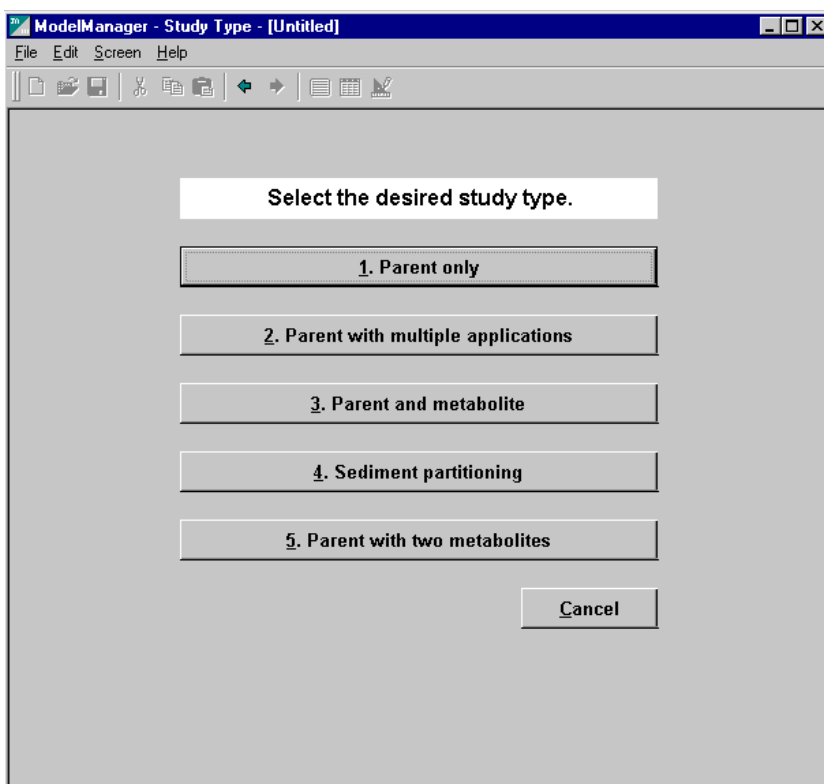 ModelManager - Study Type - [Untitled]
File Edit Screen Help
Select the desired study type.
1. Parent only
2. Parent with multiple applications
3. Parent and metabolite
4. Sediment partitioning
5. Parent with two metabolites
Cancel